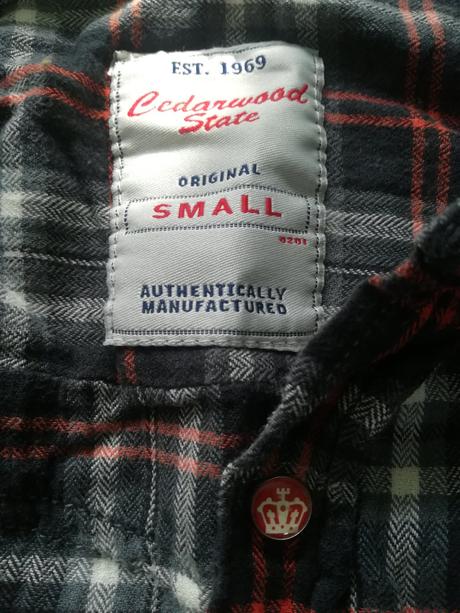 EST. 1969
Cedarwood
State
ORIGINAL
SMALL
0201
AUTHENTICALLY
MANUFACTURED